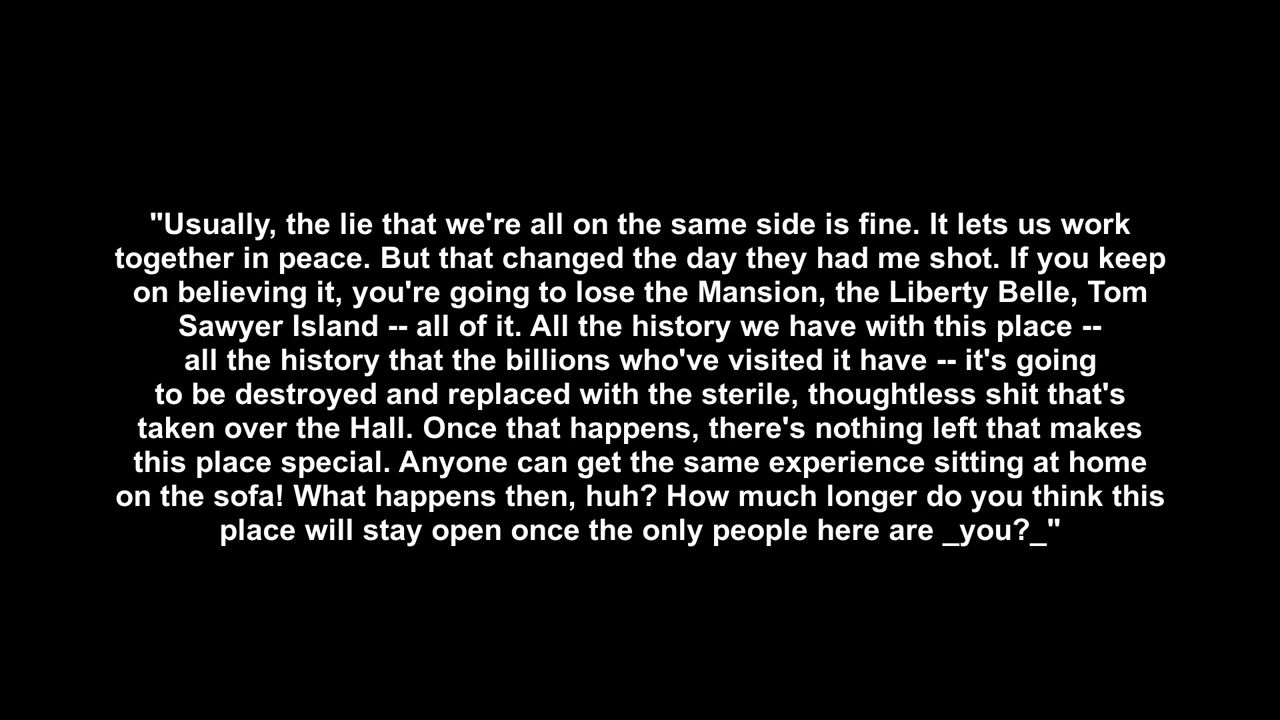 "Usually, the lie that we're all on the same side is fine. It lets us work
together in peace. But that changed the day they had me shot. If you keep
on believing it, you're going to lose the Mansion, the Liberty Belle, Tom
Sawyer Island -- all of it. All the history we have with this place --
all the history that the billions who've visited it have -- it's going
to be destroyed and replaced with the sterile, thoughtless shit that's
taken over the Hall. Once that happens, there's nothing left that makes
this place special. Anyone can get the same experience sitting at home
on the sofa! What happens then, huh? How much longer do you think this
place will stay open once the only people here are _you?_"